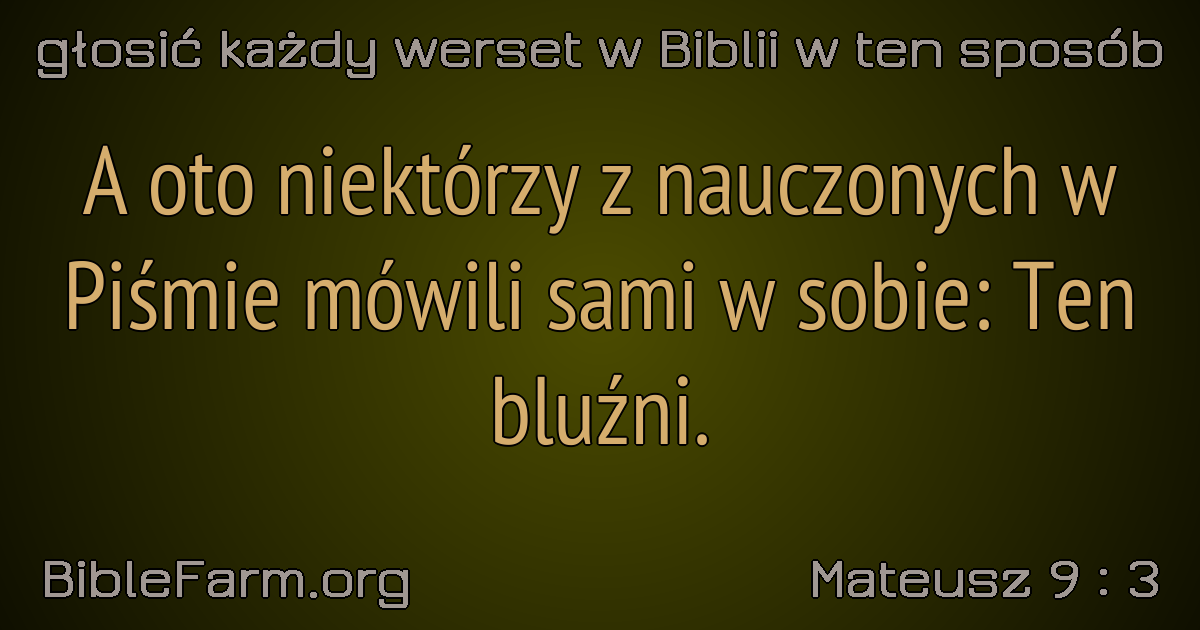 głosić każdy werset w Biblii w ten sposób
A oto niektórzy z nauczonych w
Piśmie mówili sami w sobie: Ten
bluźni.
BibleFarm.org
Mateusz 9 : 3